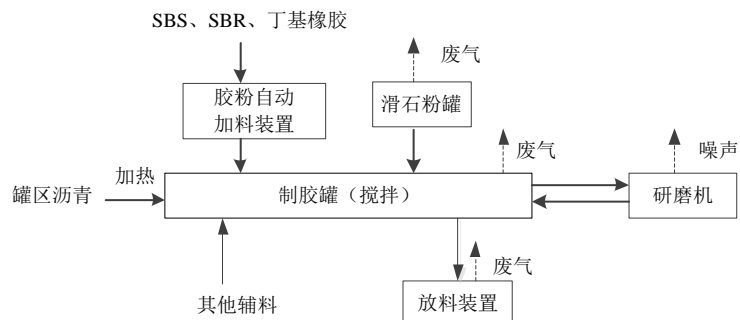 SBS、SBR、丁基橡胶
废气
胶粉自动
加料装置
滑石粉罐
废气
噪声
加热
罐区沥青
制胶罐（搅拌）
研磨机
废气
其他辅料
放料装置